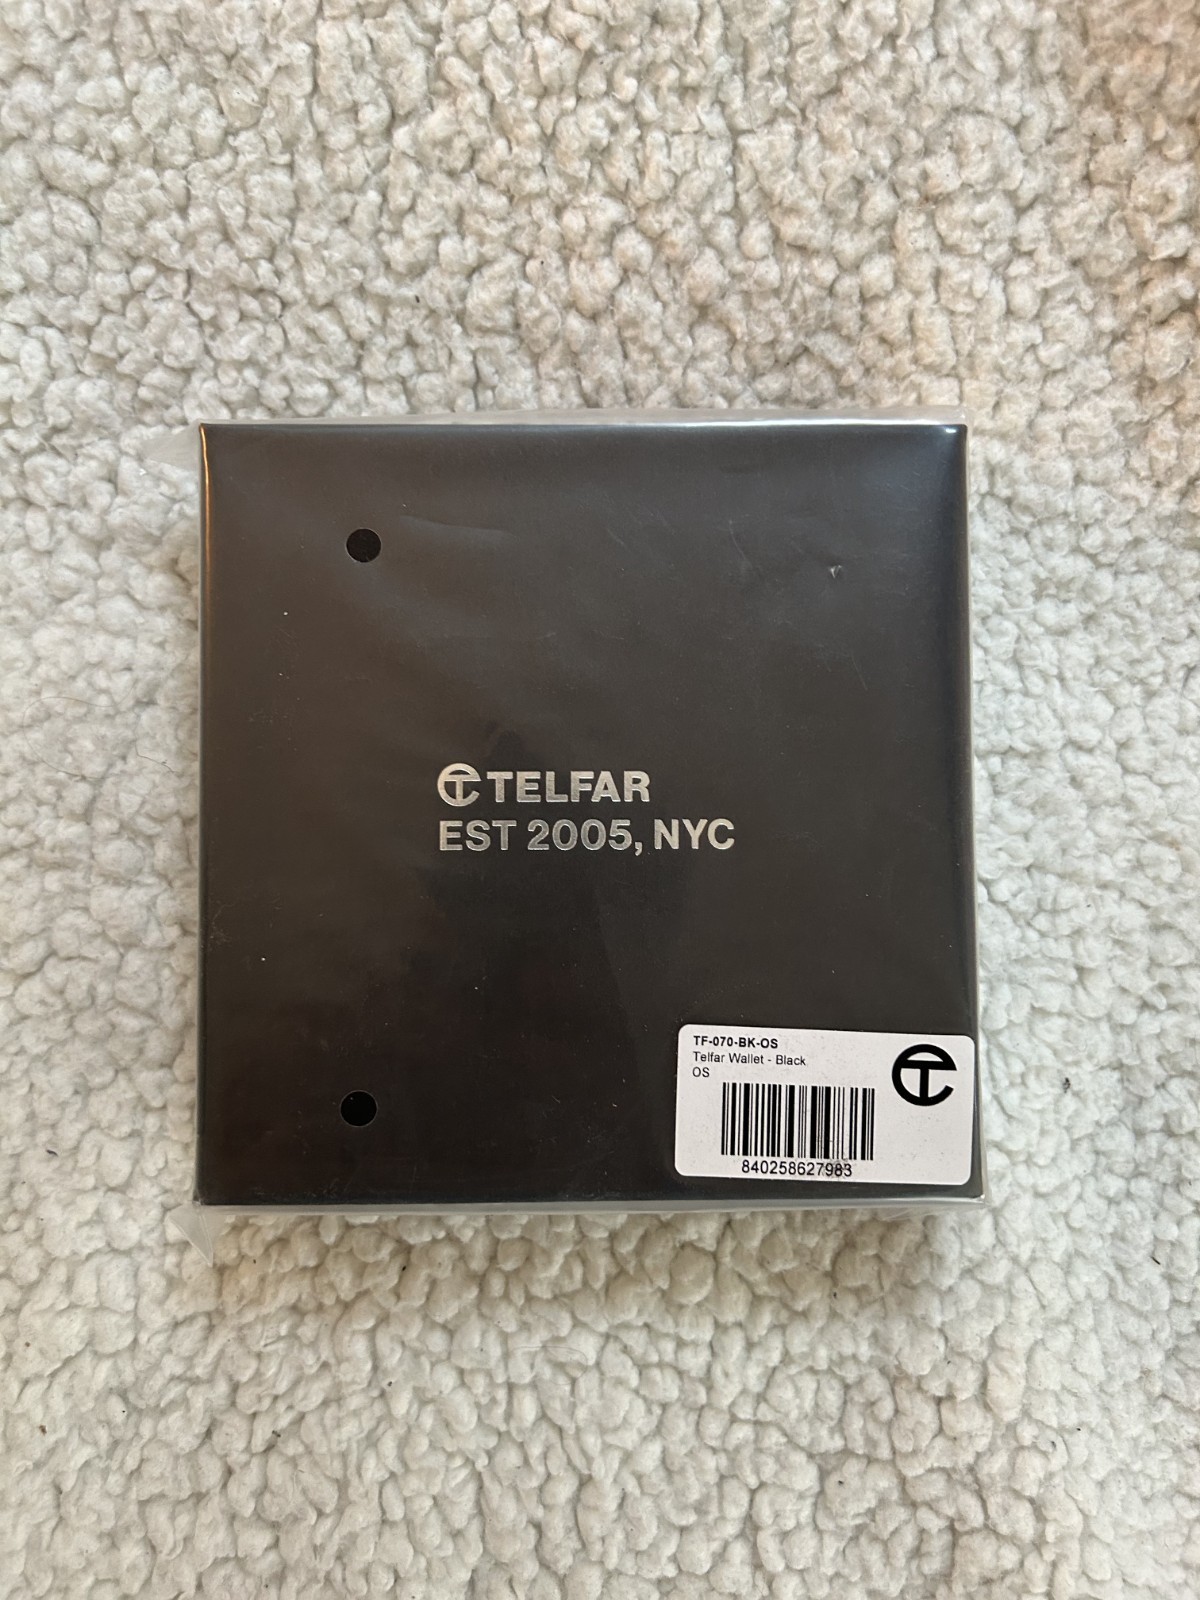 TELFAR
EST 2005, NYC
TF-070-BK-OS
Telfar Wallet - Black
OS
840258627983